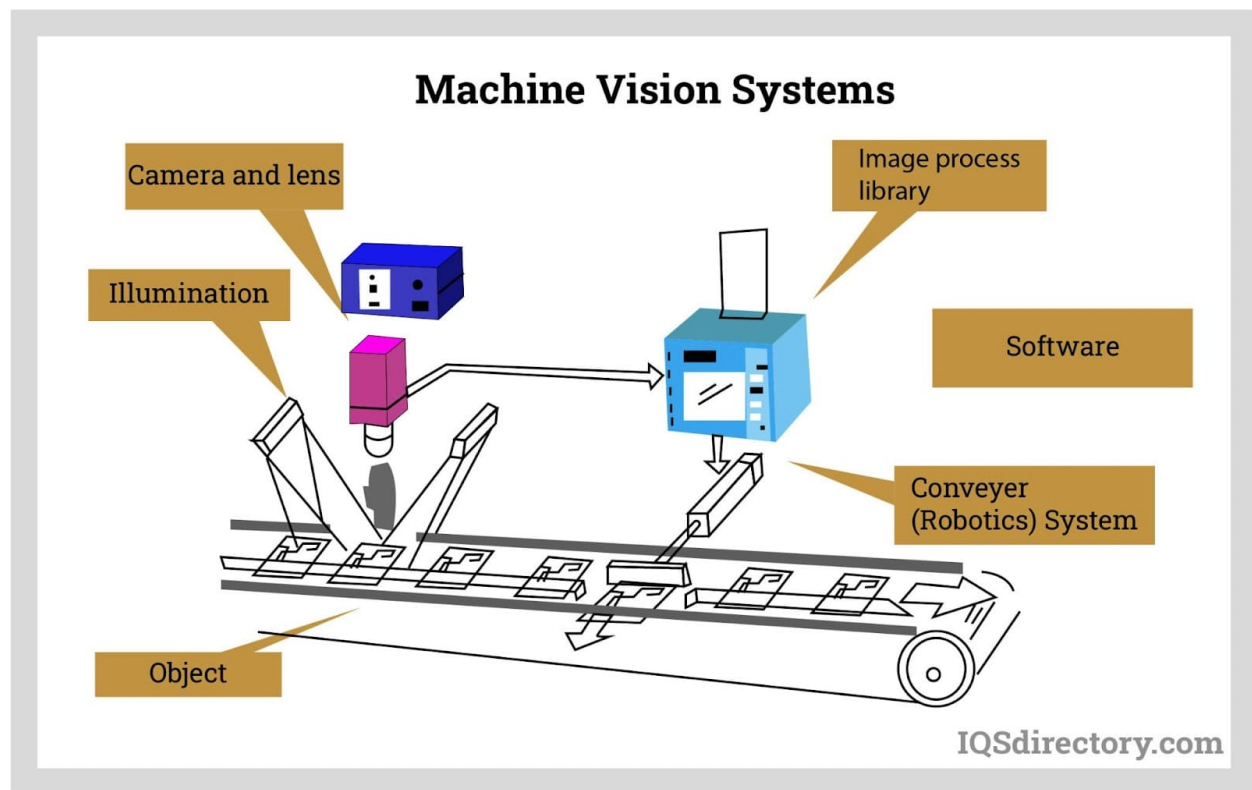 Machine Vision Systems
Camera and lens
Image process
library
Illumination
Software
Conveyer
(Robotics) System
Object
IQSdirectory.com